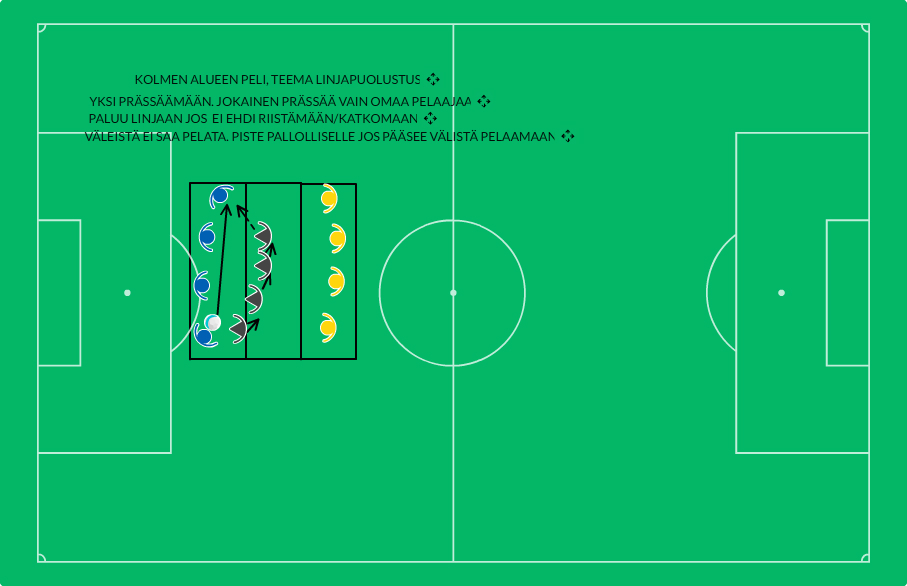 KOLMEN ALUEEN PELI, TEEMA LINJAPUOLUSTUS
YKSI PRÄSSÄÄMÄÄN. JOKAINEN PRÄSSÄÄ VAIN OMAA PELAAJAA
PALUU LINJAAN JOS EI EHDI RIISTÄMÄÄN/KATKOMAAN
VÄLEISTÄ EI SAA PELATA. PISTE PALLOLLISELLE JOS PÄÄSEE VÄLISTÄ PELAAMAAN